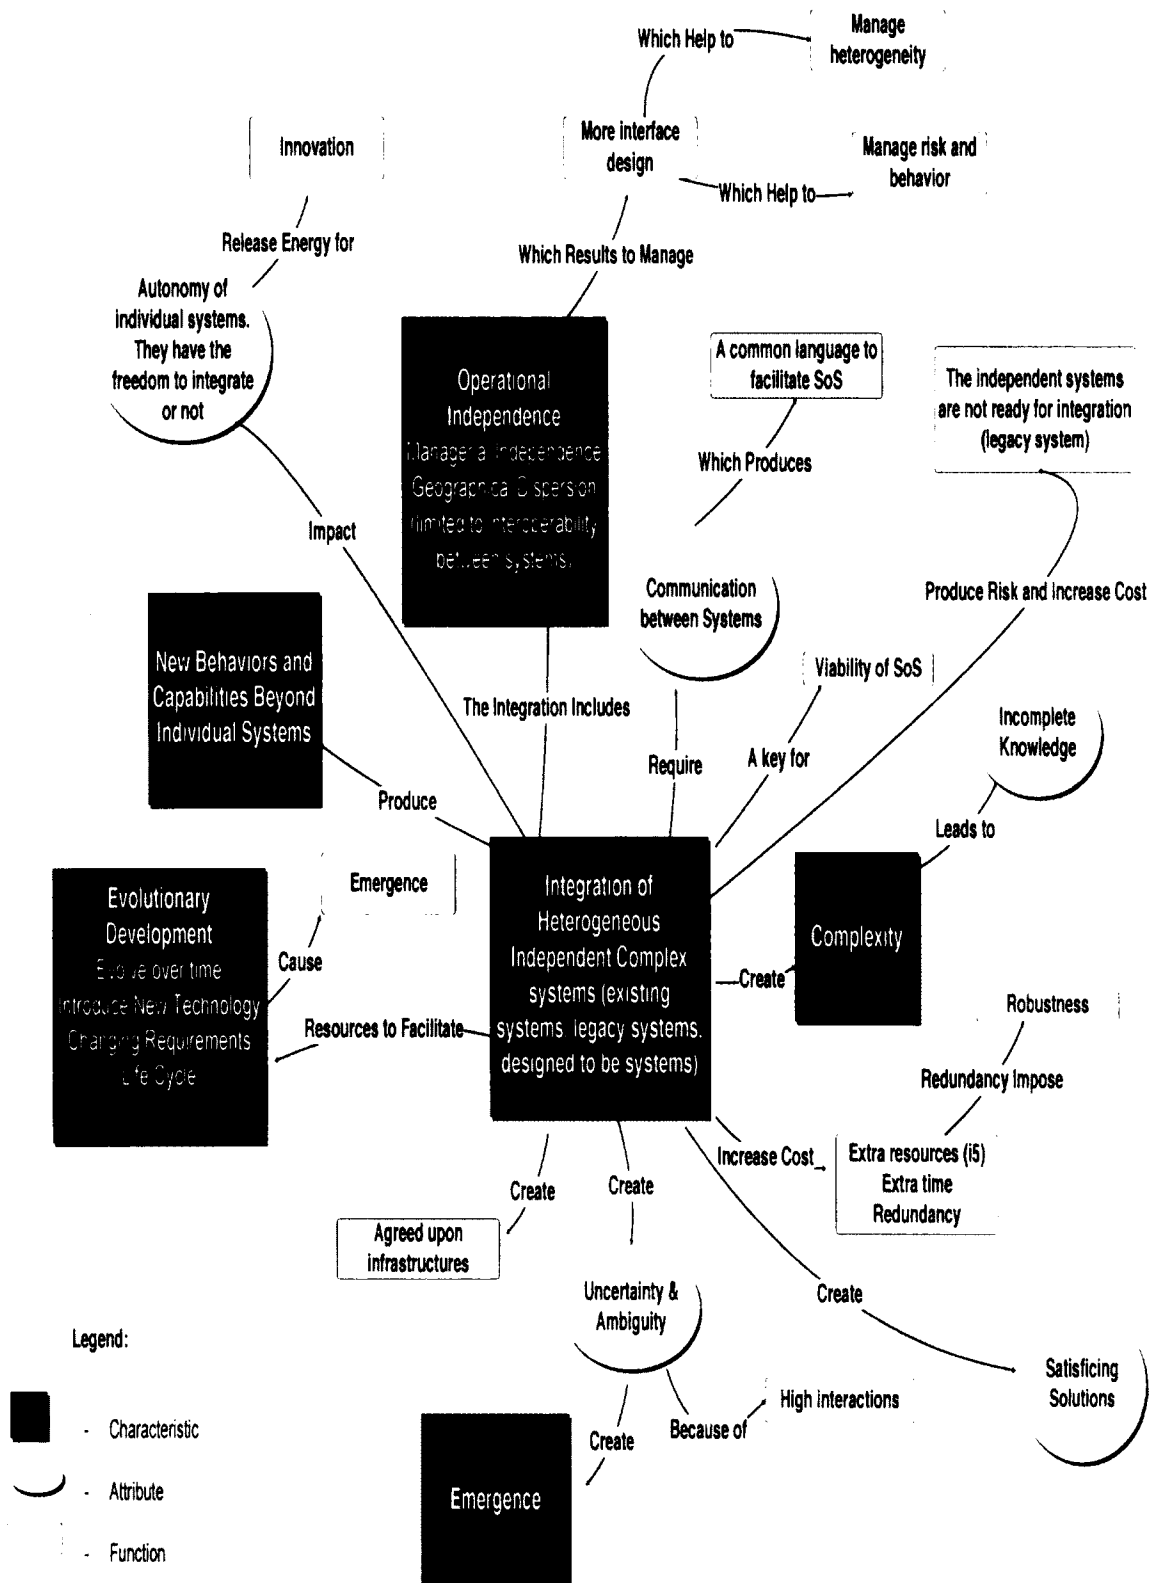 Which Help to
Manage
heterogeneity
Innovation
More interface
design
Manage risk and
behavior
Which Help to
Release Energy for
Which Results to Manage
Autonomy of
individual systems.
They have the
freedom to integrate
or not
Operational
Independence
Managerial Independence
Geographical Dispersion
(limited to interoperability
between systems)
A common language to
facilitate SoS
The independent systems
are not ready for integration
(legacy system)
Which Produces
Impact
Communication
between Systems
Produce Risk and Increase Cost
New Behaviors and
Capabilities Beyond
Individual Systems
The Integration Includes
Viability of SoS
Incomplete
Knowledge
Require
A key for
Produce
Leads to
Evolutionary
Development
Evolve over time
Introduce New Technology
Changing Requirements
Life Cycle
Emergence
Cause
Resources to Facilitate
Integration of
Heterogeneous
Independent Complex
systems (existing
systems, legacy systems,
designed to be systems)
Complexity
Create
Robustness
Redundancy Impose
Increase Cost
Extra resources (i5)
Extra time
Redundancy
Create
Create
Agreed upon
infrastructures
Uncertainty &
Ambiguity
Create
Satisficing
Solutions
High interactions
Because of
Create
Emergence
Legend:
- Characteristic
- Attribute
- Function